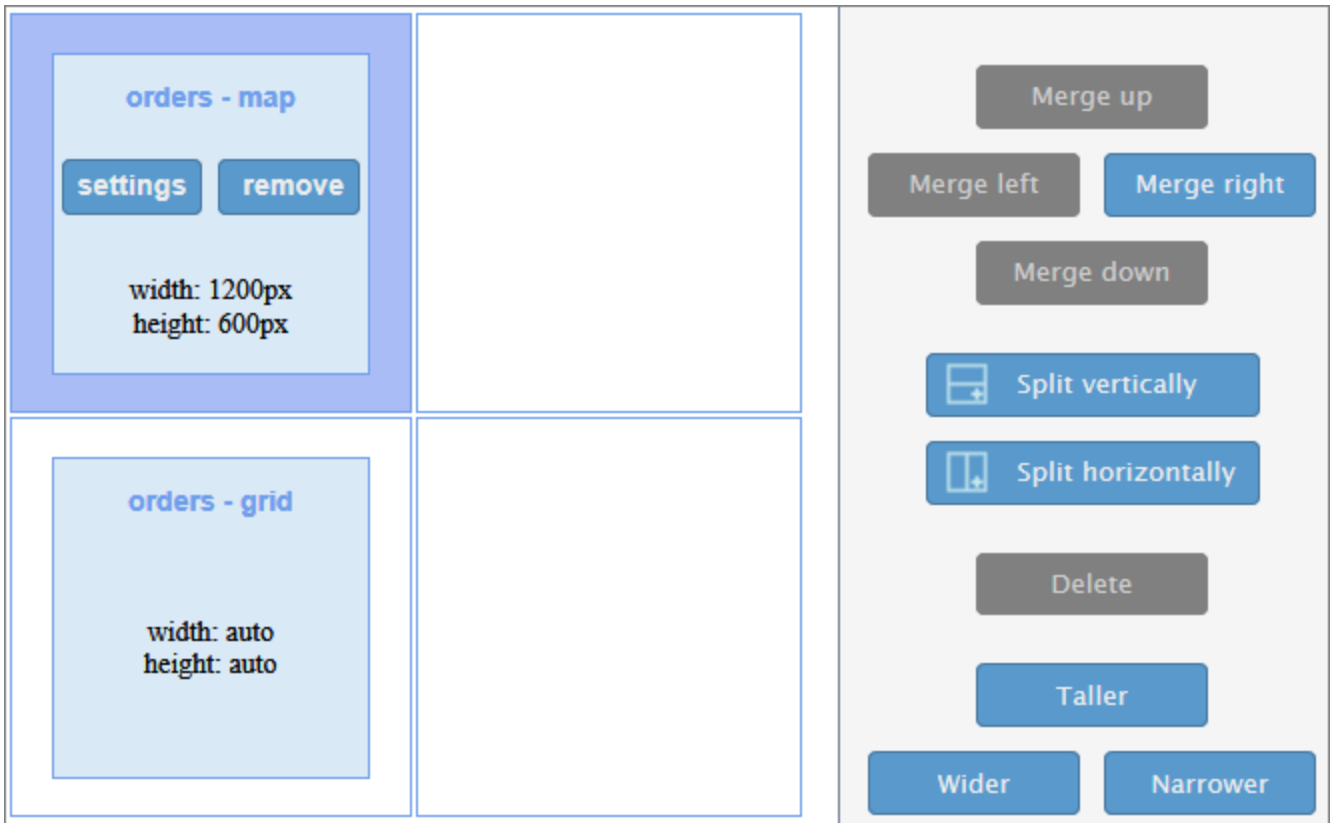 orders - map
settings
remove
width: 1200px
height: 600px
orders - grid
width: auto
height: auto
Merge up
Merge left
Merge right
Merge down
Split vertically
Split horizontally
Delete
Taller
Wider
Narrower